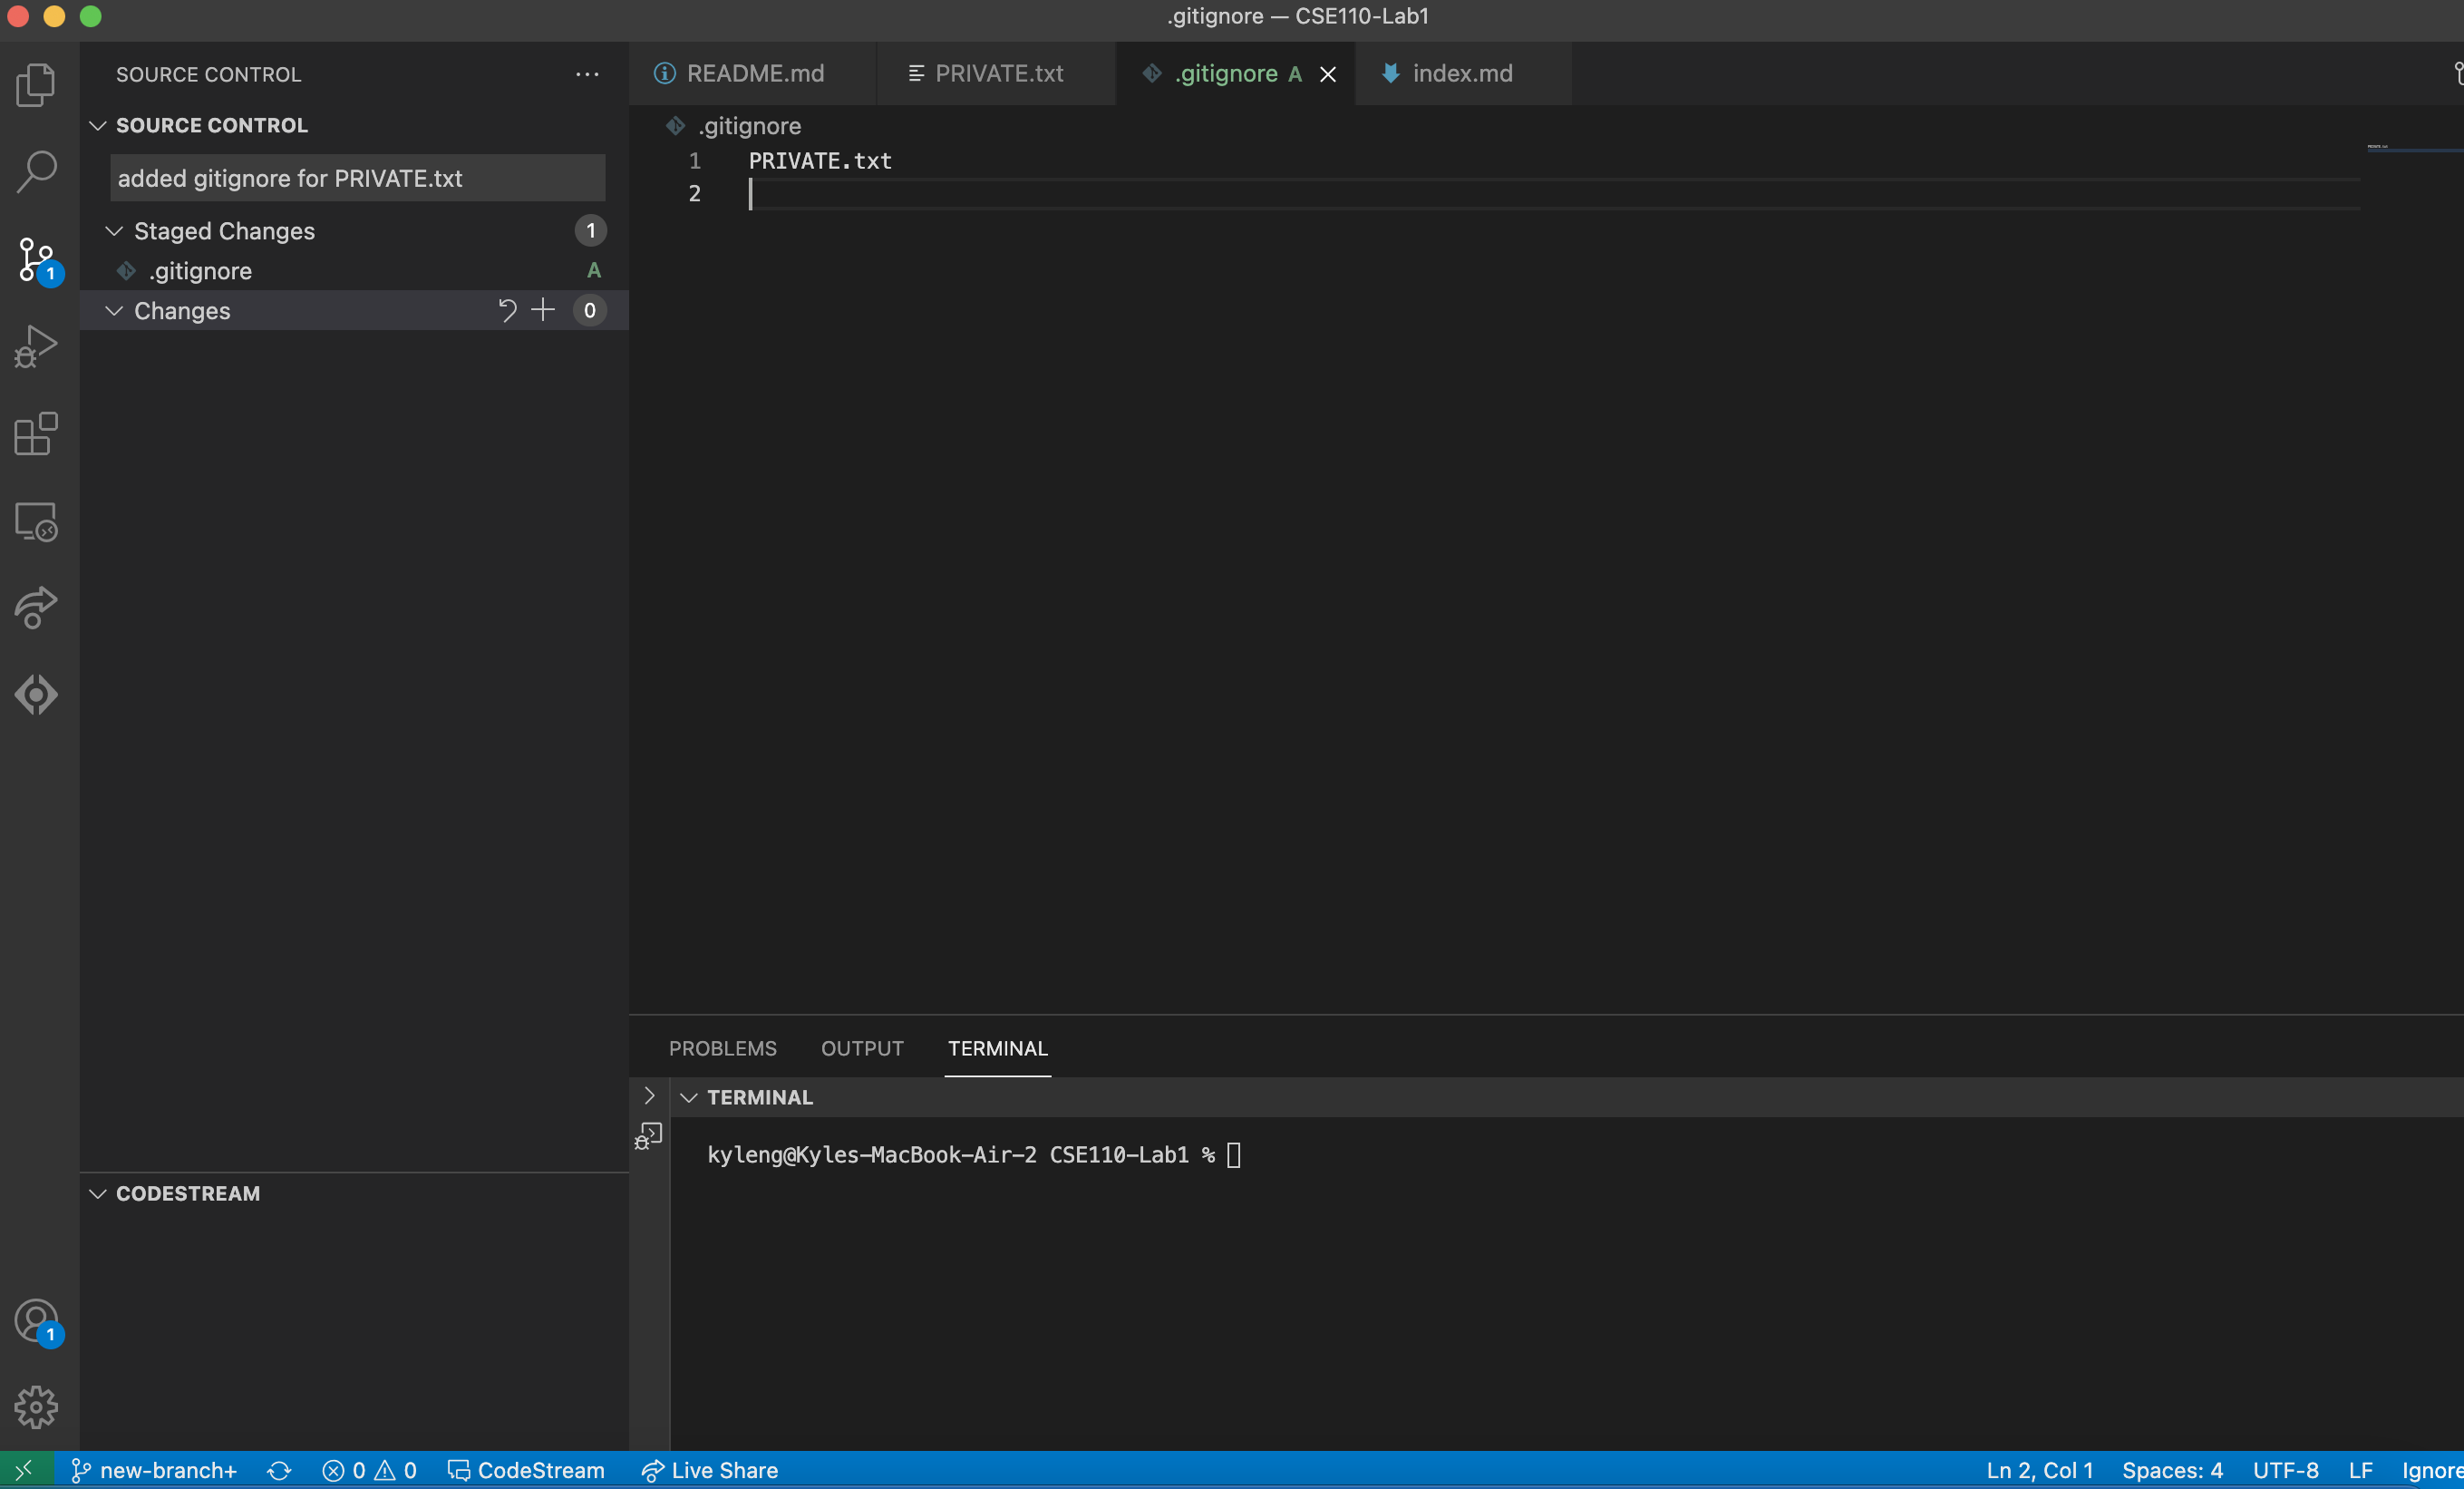 .gitignore — CSE110-Lab1
SOURCE CONTROL
SOURCE CONTROL
added gitignore for PRIVATE.txt
Staged Changes 1
.gitignore A
Changes 0
1
CODESTREAM
1
README.md PRIVATE.txt .gitignore A index.md
.gitignore
1 PRIVATE.txt
2
PROBLEMS OUTPUT TERMINAL
TERMINAL
kyleng@Kyles-MacBook-Air-2 CSE110-Lab1 %
new-branch+ 0 0 CodeStream Live Share Ln 2, Col 1 Spaces: 4 UTF-8 LF Ignore